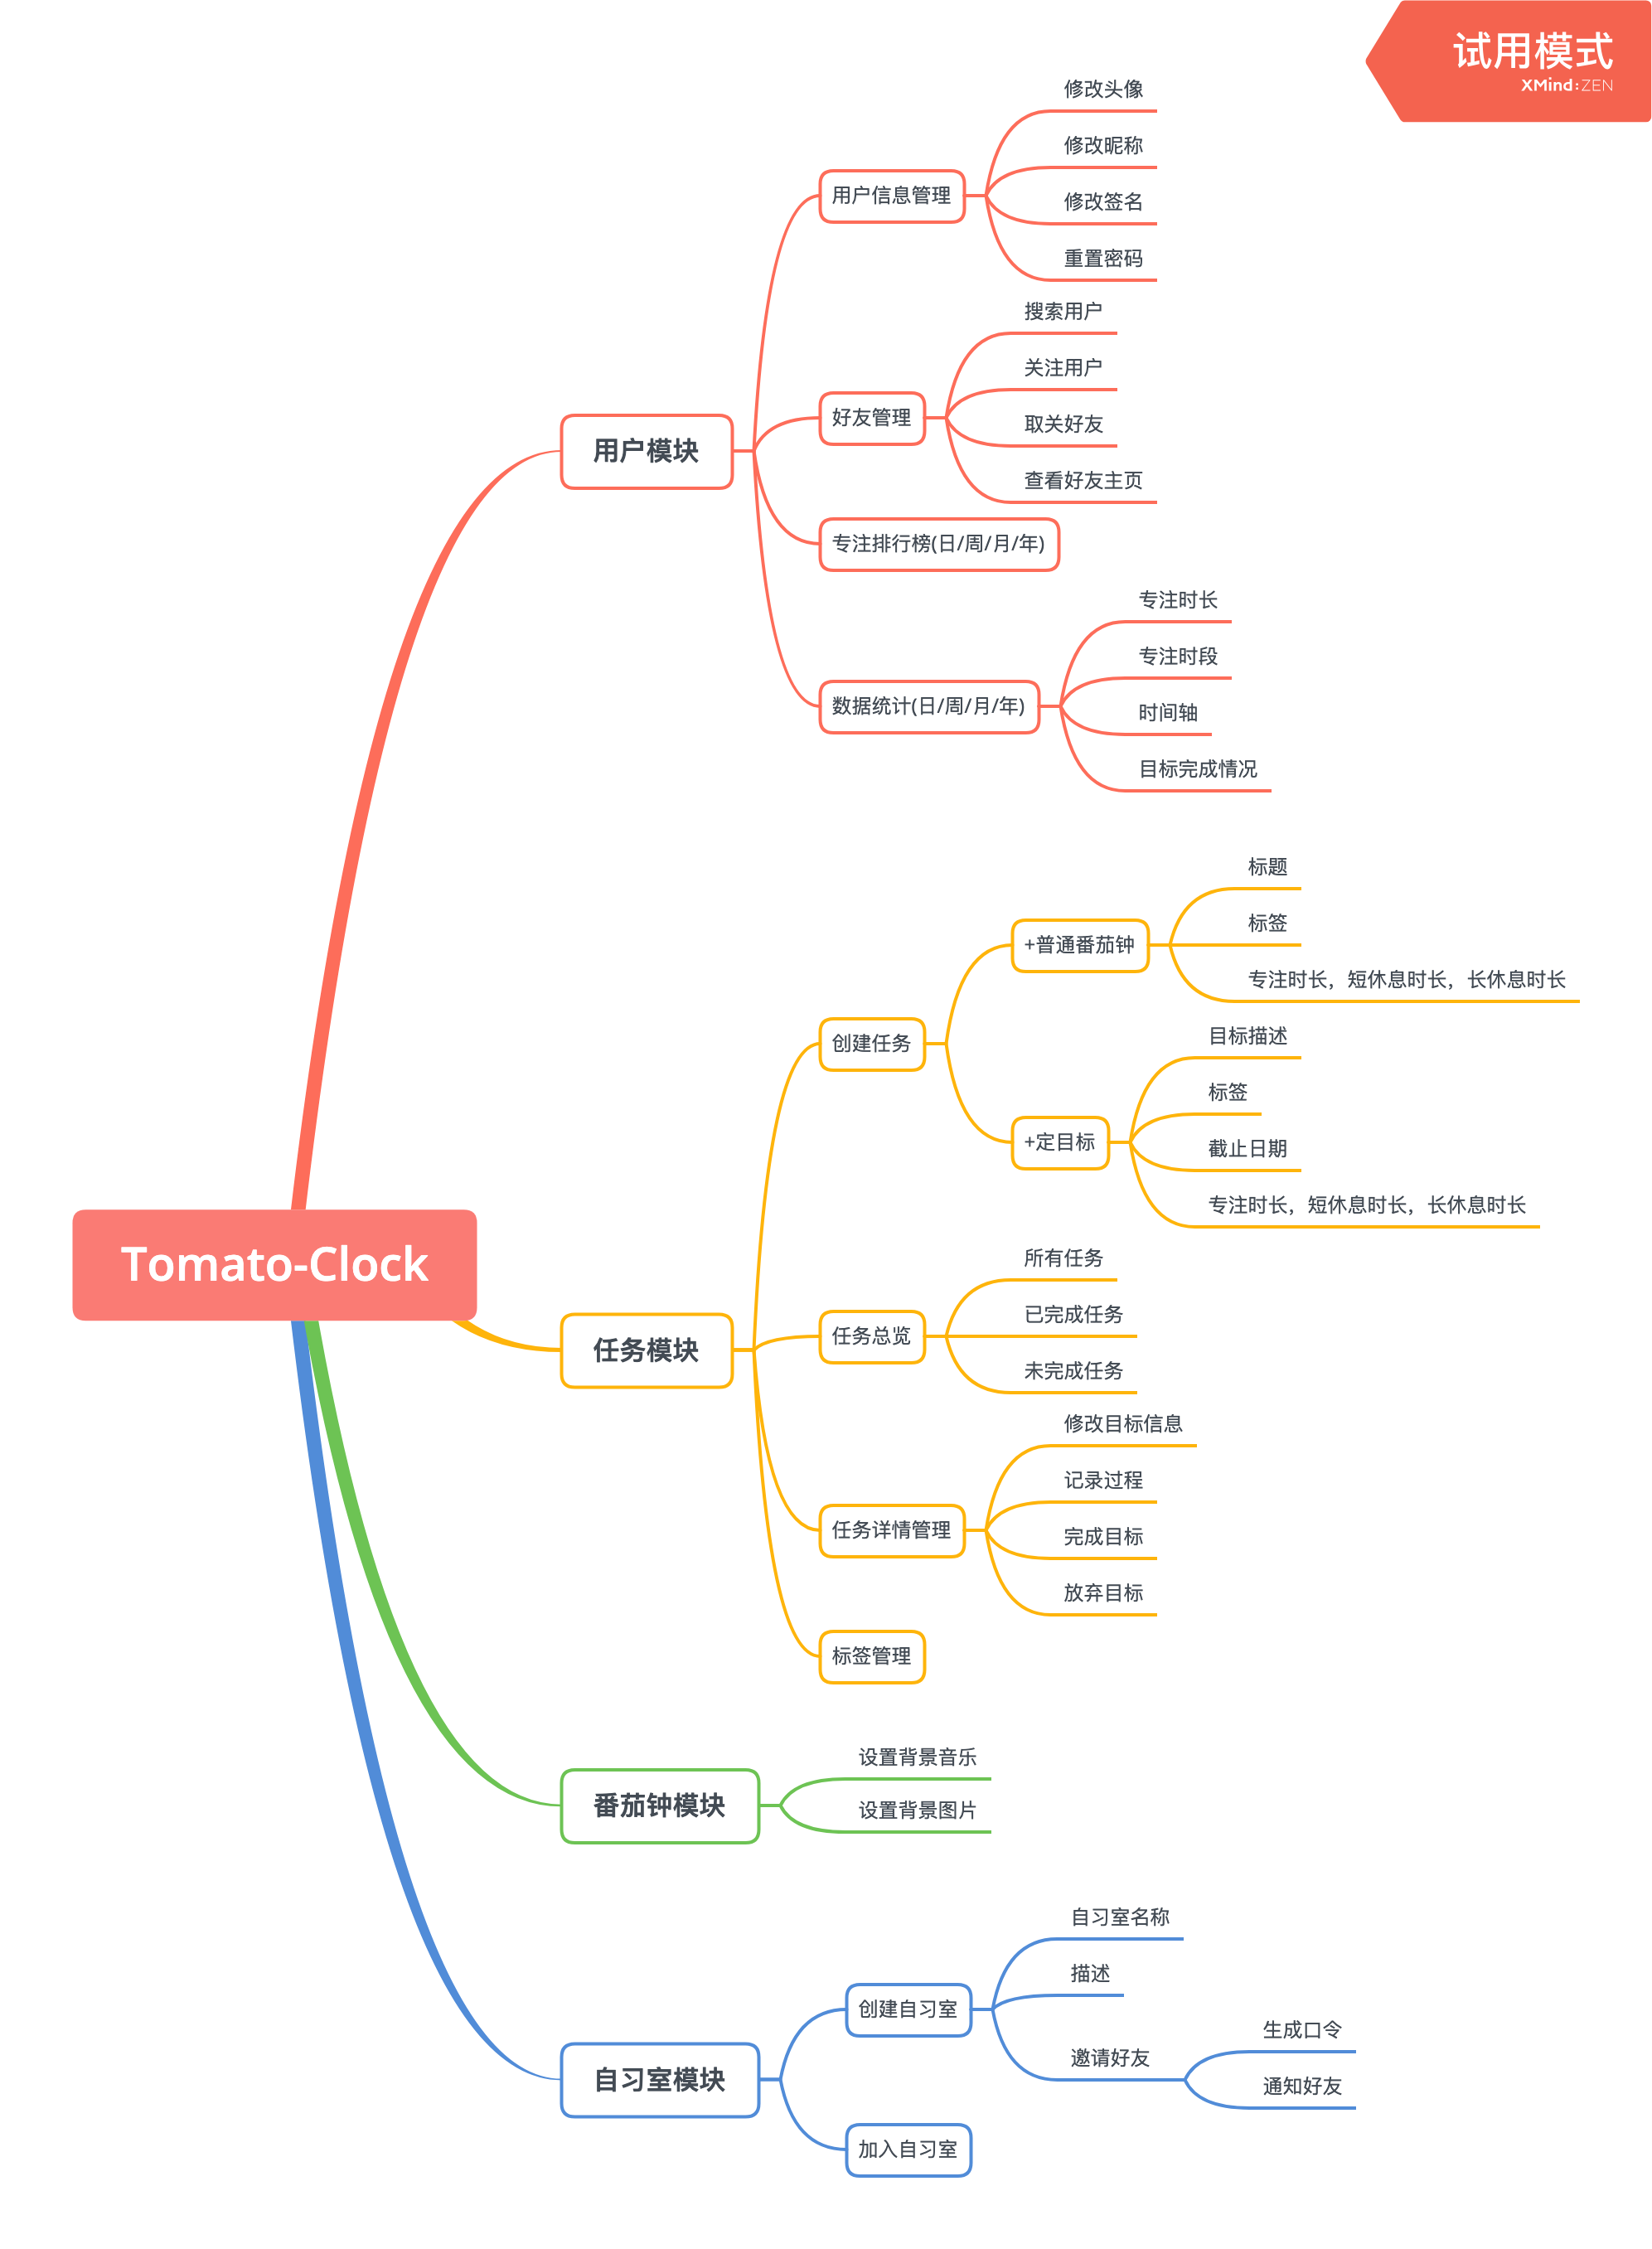 试用模式
XMind:ZEN
Tomato-Clock
用户模块
用户信息管理
修改头像
修改昵称
修改签名
重置密码
好友管理
搜索用户
关注用户
取关好友
查看好友主页
专注排行榜(日/周/月/年)
数据统计(日/周/月/年)
专注时长
专注时段
时间轴
目标完成情况
任务模块
创建任务
+普通番茄钟
标题
标签
专注时长，短休息时长，长休息时长
+定目标
目标描述
标签
截止日期
专注时长，短休息时长，长休息时长
任务总览
所有任务
已完成任务
未完成任务
任务详情管理
修改目标信息
记录过程
完成目标
放弃目标
标签管理
番茄钟模块
设置背景音乐
设置背景图片
自习室模块
创建自习室
自习室名称
描述
邀请好友
生成口令
通知好友
加入自习室